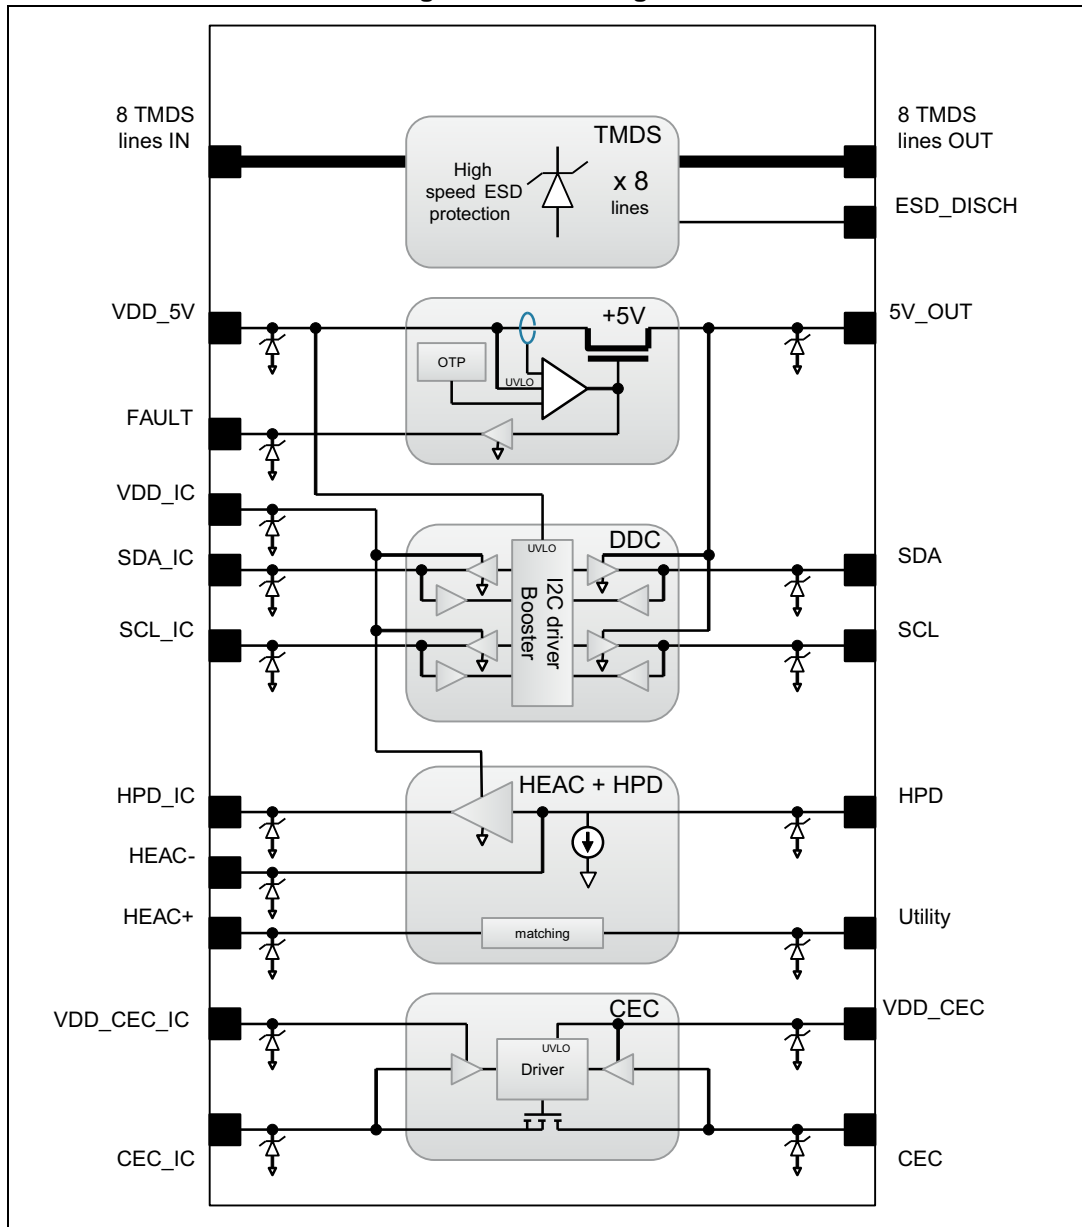 8 TMDS
lines IN
TMDS
High
speed ESD
protection
x 8
lines
8 TMDS
lines OUT
ESD_DISCH
VDD_5V
+5V
5V_OUT
OTP
UVLO
FAULT
VDD_IC
SDA_IC
SCL_IC
DDC
UVLO
I2C driver
Booster
SDA
SCL
HPD_IC
HEAC-
HEAC+
HEAC + HPD
matching
HPD
Utility
VDD_CEC_IC
CEC
UVLO
Driver
VDD_CEC
CEC_IC
CEC